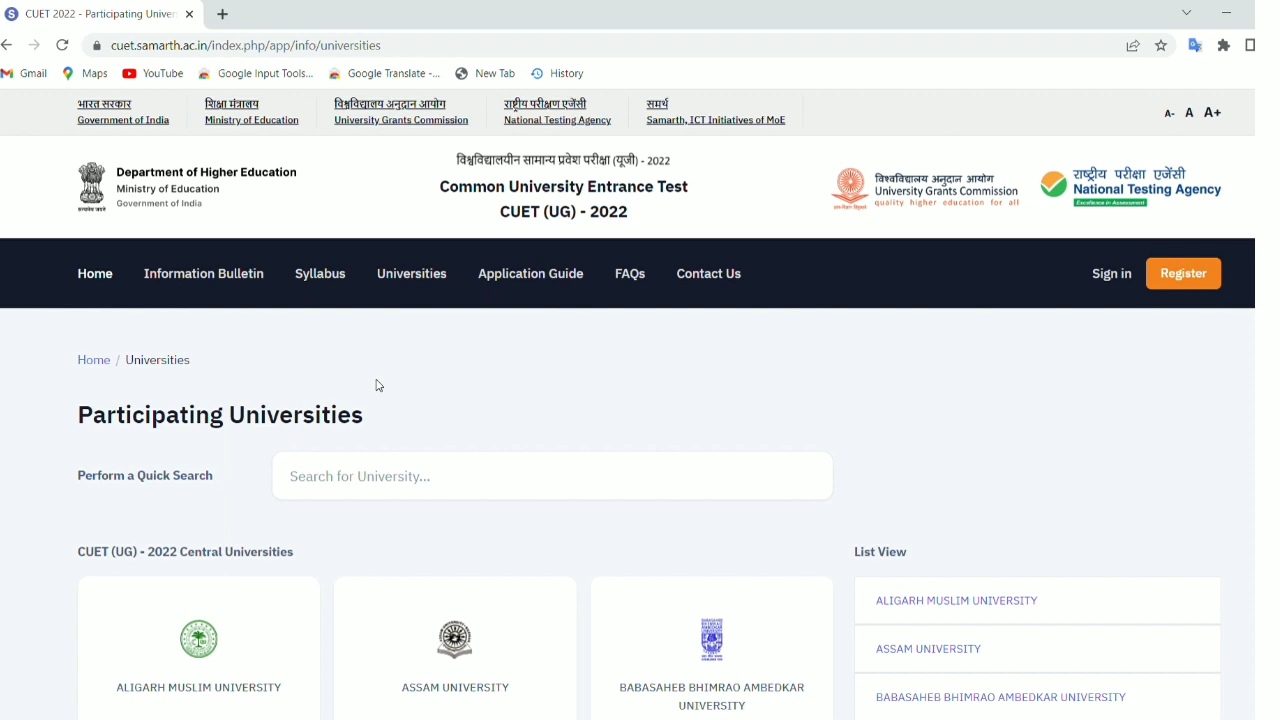 CUET 2022 - Participating Univer
cuet.samarth.ac.in/index.php/app/info/universities
Gmail
Maps
YouTube
Google Input Tools...
Google Translate -...
New Tab
History
भारत सरकार
Government of India
शिक्षा मंत्रालय
Ministry of Education
विश्वविद्यालय अनुदान आयोग
University Grants Commission
राष्ट्रीय परीक्षण एजेंसी
National Testing Agency
समर्थ
Samarth, ICT Initiatives of MoE
A- A A+
Department of Higher Education
Ministry of Education
Government of India
विश्वविद्यालयीन सामान्य प्रवेश परीक्षा (यूजी) - 2022
Common University Entrance Test
CUET (UG) - 2022
विश्वविद्यालय अनुदान आयोग
University Grants Commission
quality higher education for all
राष्ट्रीय परीक्षा एजेंसी
National Testing Agency
Excellence in Assessment
Home
Information Bulletin
Syllabus
Universities
Application Guide
FAQs
Contact Us
Sign in
Register
Home / Universities
Participating Universities
Perform a Quick Search
Search for University...
CUET (UG) - 2022 Central Universities
ALIGARH MUSLIM UNIVERSITY
ASSAM UNIVERSITY
BABASAHEB BHIMRAO AMBEDKAR
UNIVERSITY
List View
ALIGARH MUSLIM UNIVERSITY
ASSAM UNIVERSITY
BABASAHEB BHIMRAO AMBEDKAR UNIVERSITY